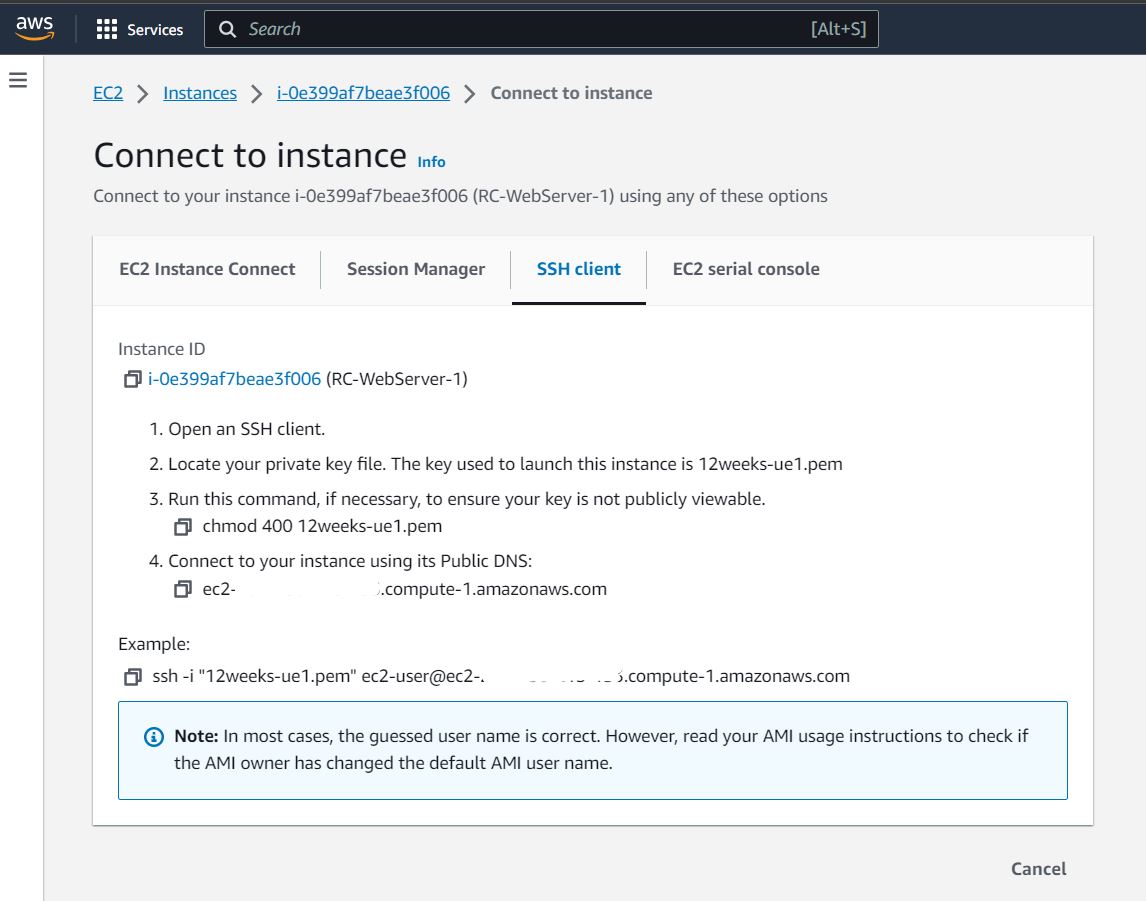 aws
Services
Search
[Alt+S]
EC2 > Instances > i-0e399af7beae3f006 > Connect to instance
Connect to instance Info
Connect to your instance i-0e399af7beae3f006 (RC-WebServer-1) using any of these options
EC2 Instance Connect
Session Manager
SSH client
EC2 serial console
Instance ID
i-0e399af7beae3f006 (RC-WebServer-1)
1. Open an SSH client.
2. Locate your private key file. The key used to launch this instance is 12weeks-ue1.pem
3. Run this command, if necessary, to ensure your key is not publicly viewable.
chmod 400 12weeks-ue1.pem
4. Connect to your instance using its Public DNS:
ec2- .compute-1.amazonaws.com
Example:
ssh -i "12weeks-ue1.pem" ec2-user@ec2- .compute-1.amazonaws.com
Note: In most cases, the guessed user name is correct. However, read your AMI usage instructions to check if
the AMI owner has changed the default AMI user name.
Cancel